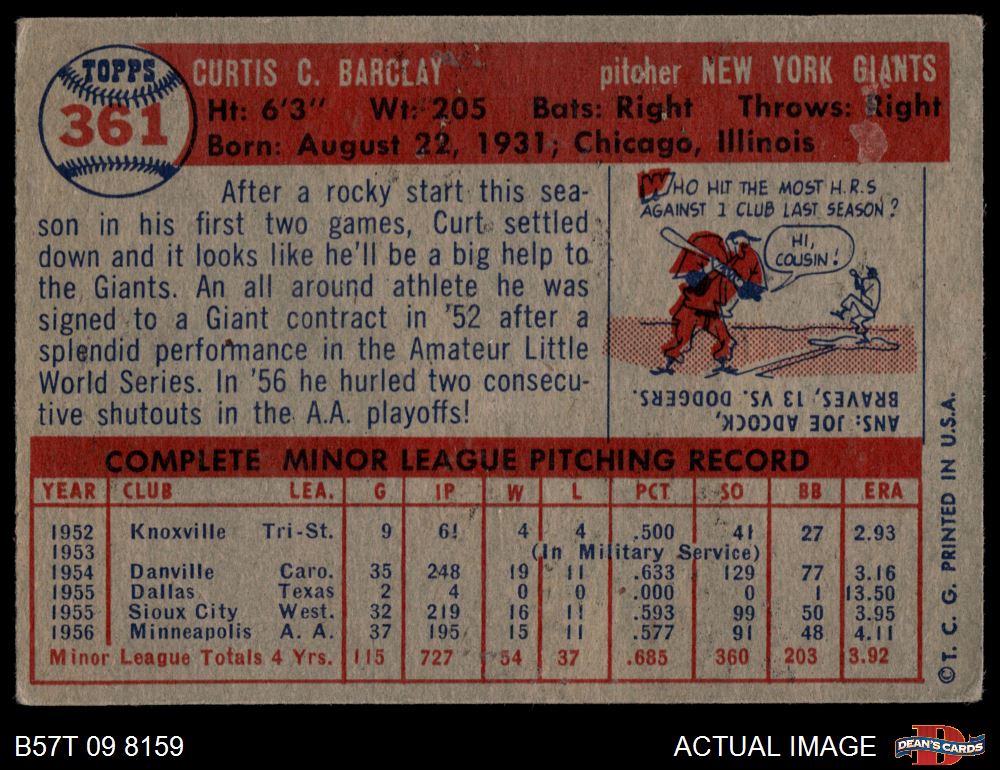 TOPPS
361
CURTIS C. BARCLAY pitcher NEW YORK GIANTS
Ht: 6'3" Wt: 205 Bats: Right Throws: Right
Born: August 22, 1931; Chicago, Illinois
After a rocky start this sea-
son in his first two games, Curt settled
down and it looks like he'll be a big help to
the Giants. An all around athlete he was
signed to a Giant contract in '52 after a
splendid performance in the Amateur Little
World Series. In '56 he hurled two consecu-
tive shutouts in the A.A. playoffs!
WHO HIT THE MOST H.R.S
AGAINST 1 CLUB LAST SEASON?
HI,
COUSIN!
ANS: JOE ADCOCK,
BRAVES, 13 VS. DODGERS.
COMPLETE MINOR LEAGUE PITCHING RECORD
YEAR CLUB LEA. G IP W L PCT SO BB ERA
1952 Knoxville Tri-St. 9 61 4 4 .500 41 27 2.93
1953 (In Military Service)
1954 Danville Caro. 35 248 19 11 .633 129 77 3.16
1955 Dallas Texas 2 4 0 0 .000 0 1 13.50
1955 Sioux City West. 32 219 16 11 .593 99 50 3.95
1956 Minneapolis A. A. 37 195 15 11 .577 91 48 4.11
Minor League Totals 4 Yrs. 115 727 54 37 .685 360 203 3.92
© T. C. G. PRINTED IN U.S.A.
B57T 09 8159
ACTUAL IMAGE
D
DEAN'S CARDS